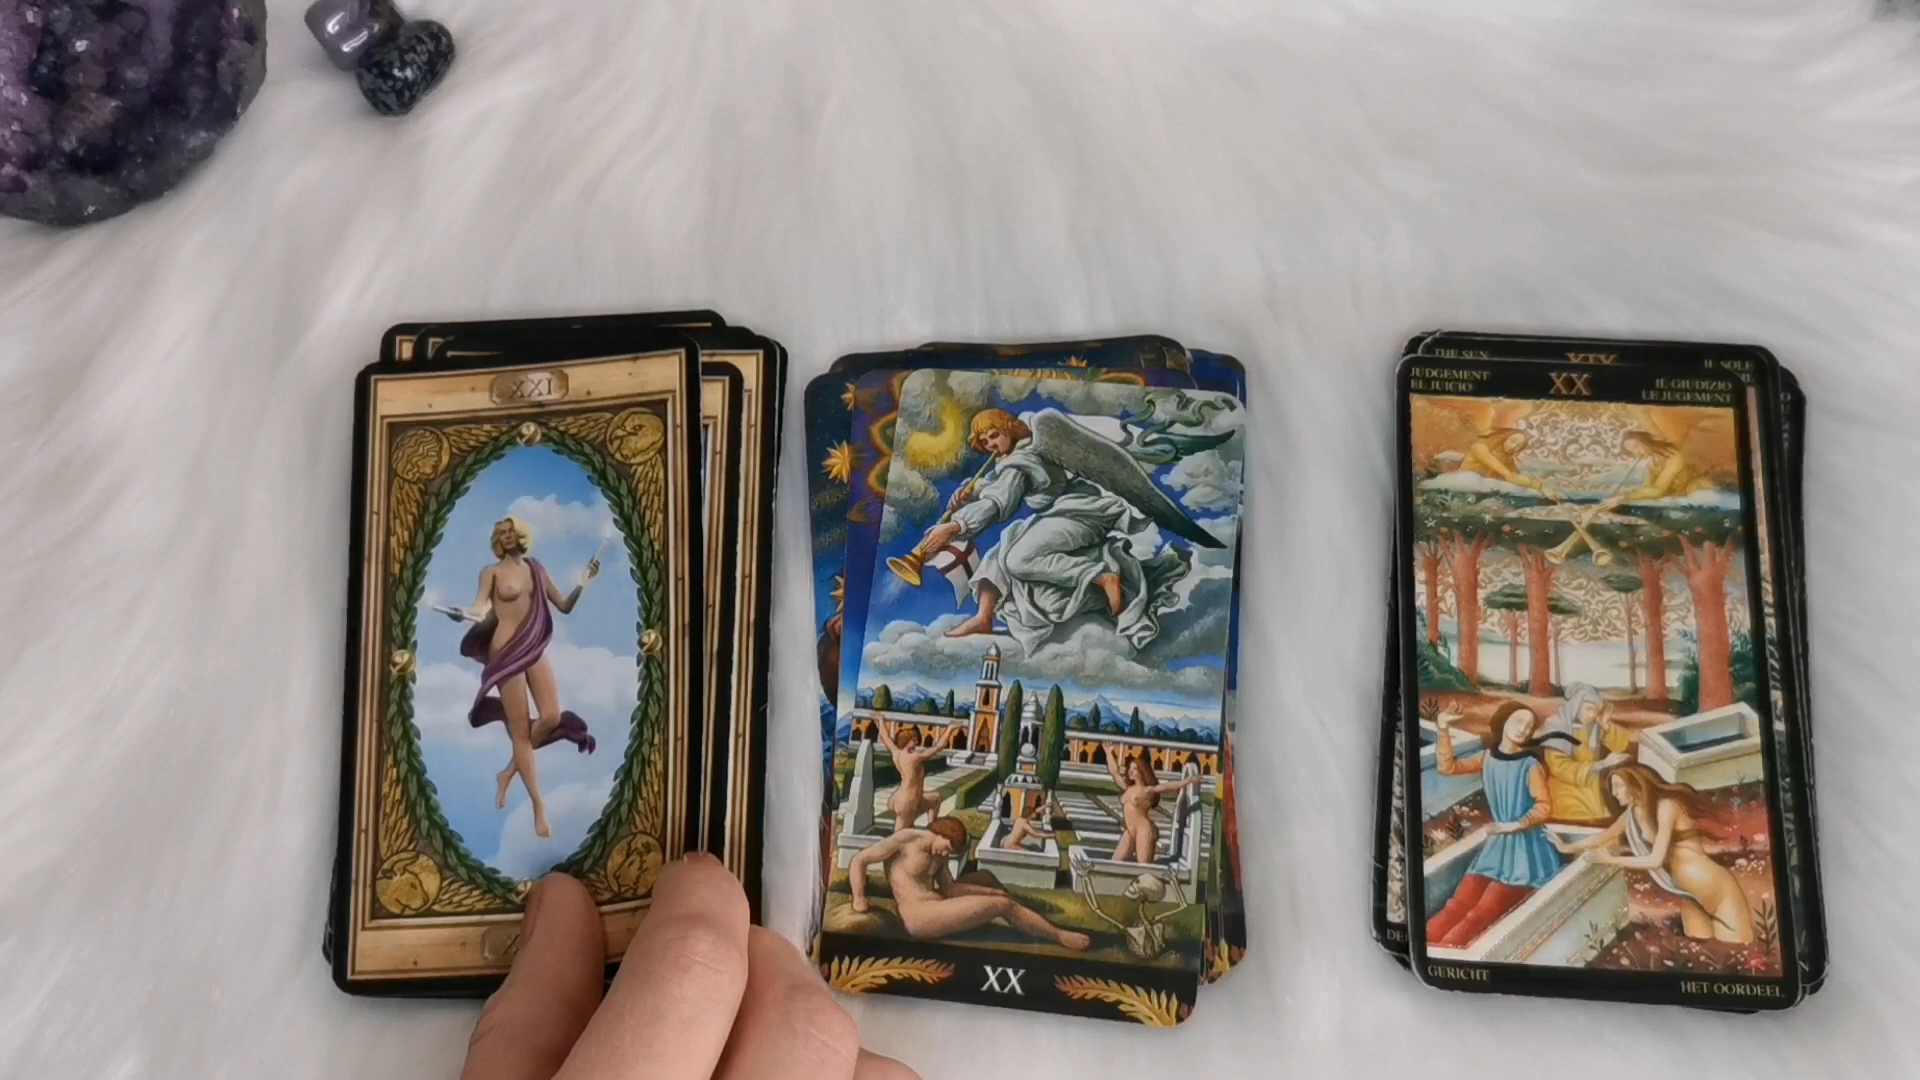 XXI
XX
THE SUN
XIX
IL SOLE
JUDGEMENT
XX
IL GIUDIZIO
EL JUICIO
LE JUGEMENT
GERICHT
HET OORDEEL